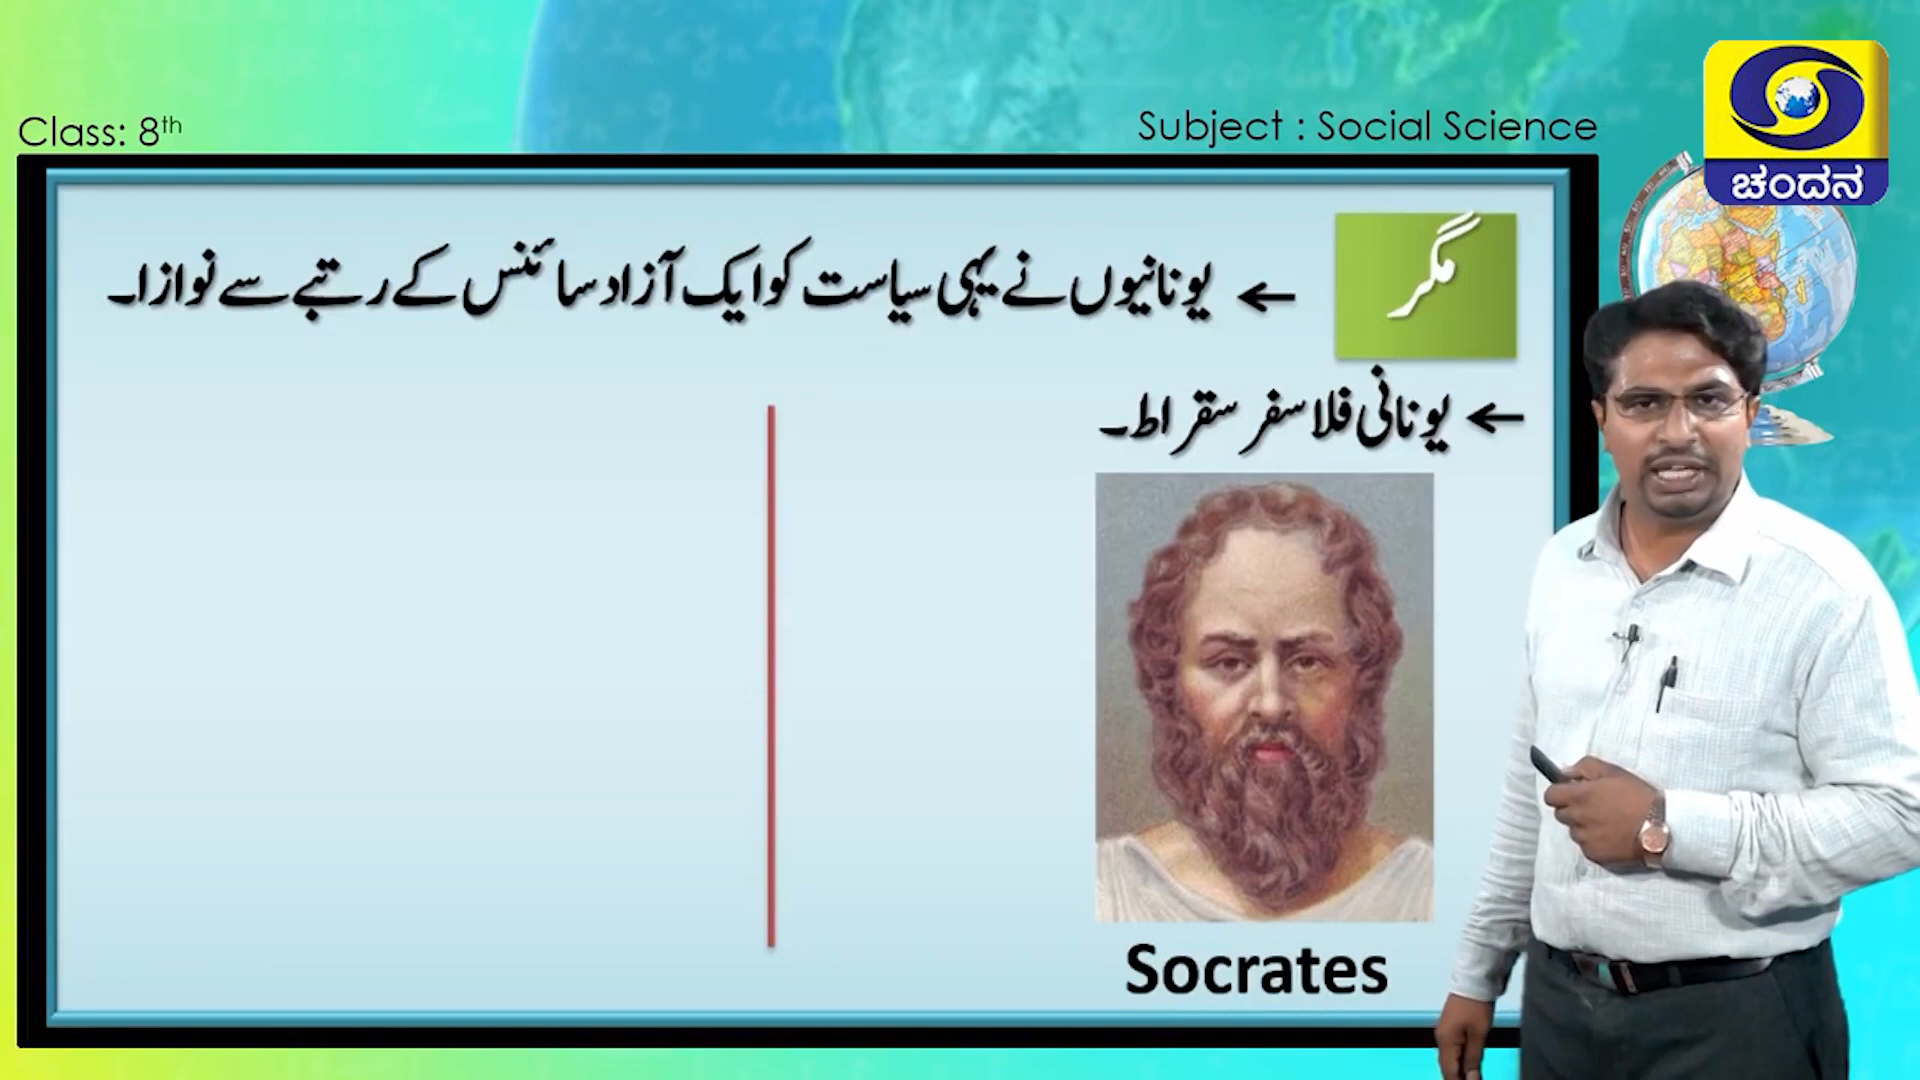 Class: 8th
Subject : Social Science
ಚಂದನ
مگر
← یونانیوں نے یہی سیاست کو ایک آزاد سائنس کے رتبے سے نوازا۔
← یونانی فلاسفر سقراط۔
Socrates